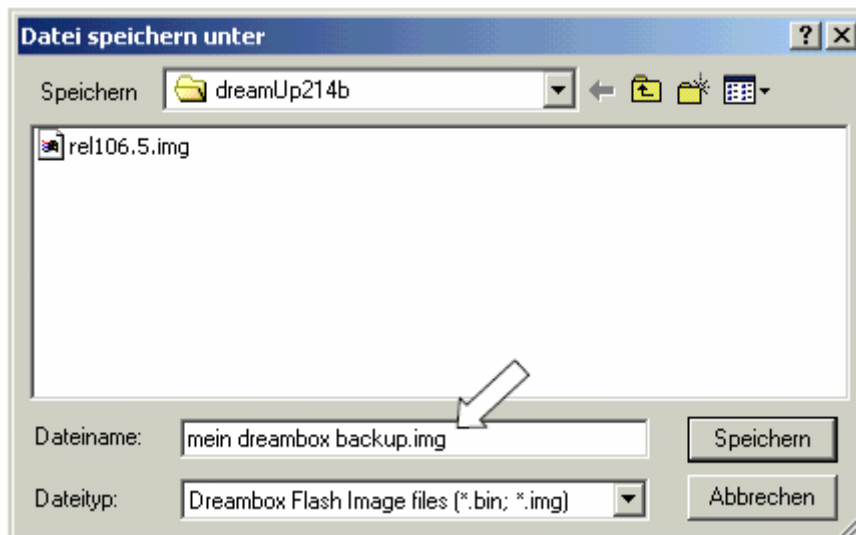 Datei speichern unter
Speichern dreamUp214b
rel106.5.img
Dateiname: mein dreambox backup.img Speichern
Dateityp: Dreambox Flash Image files (*.bin; *.img) Abbrechen